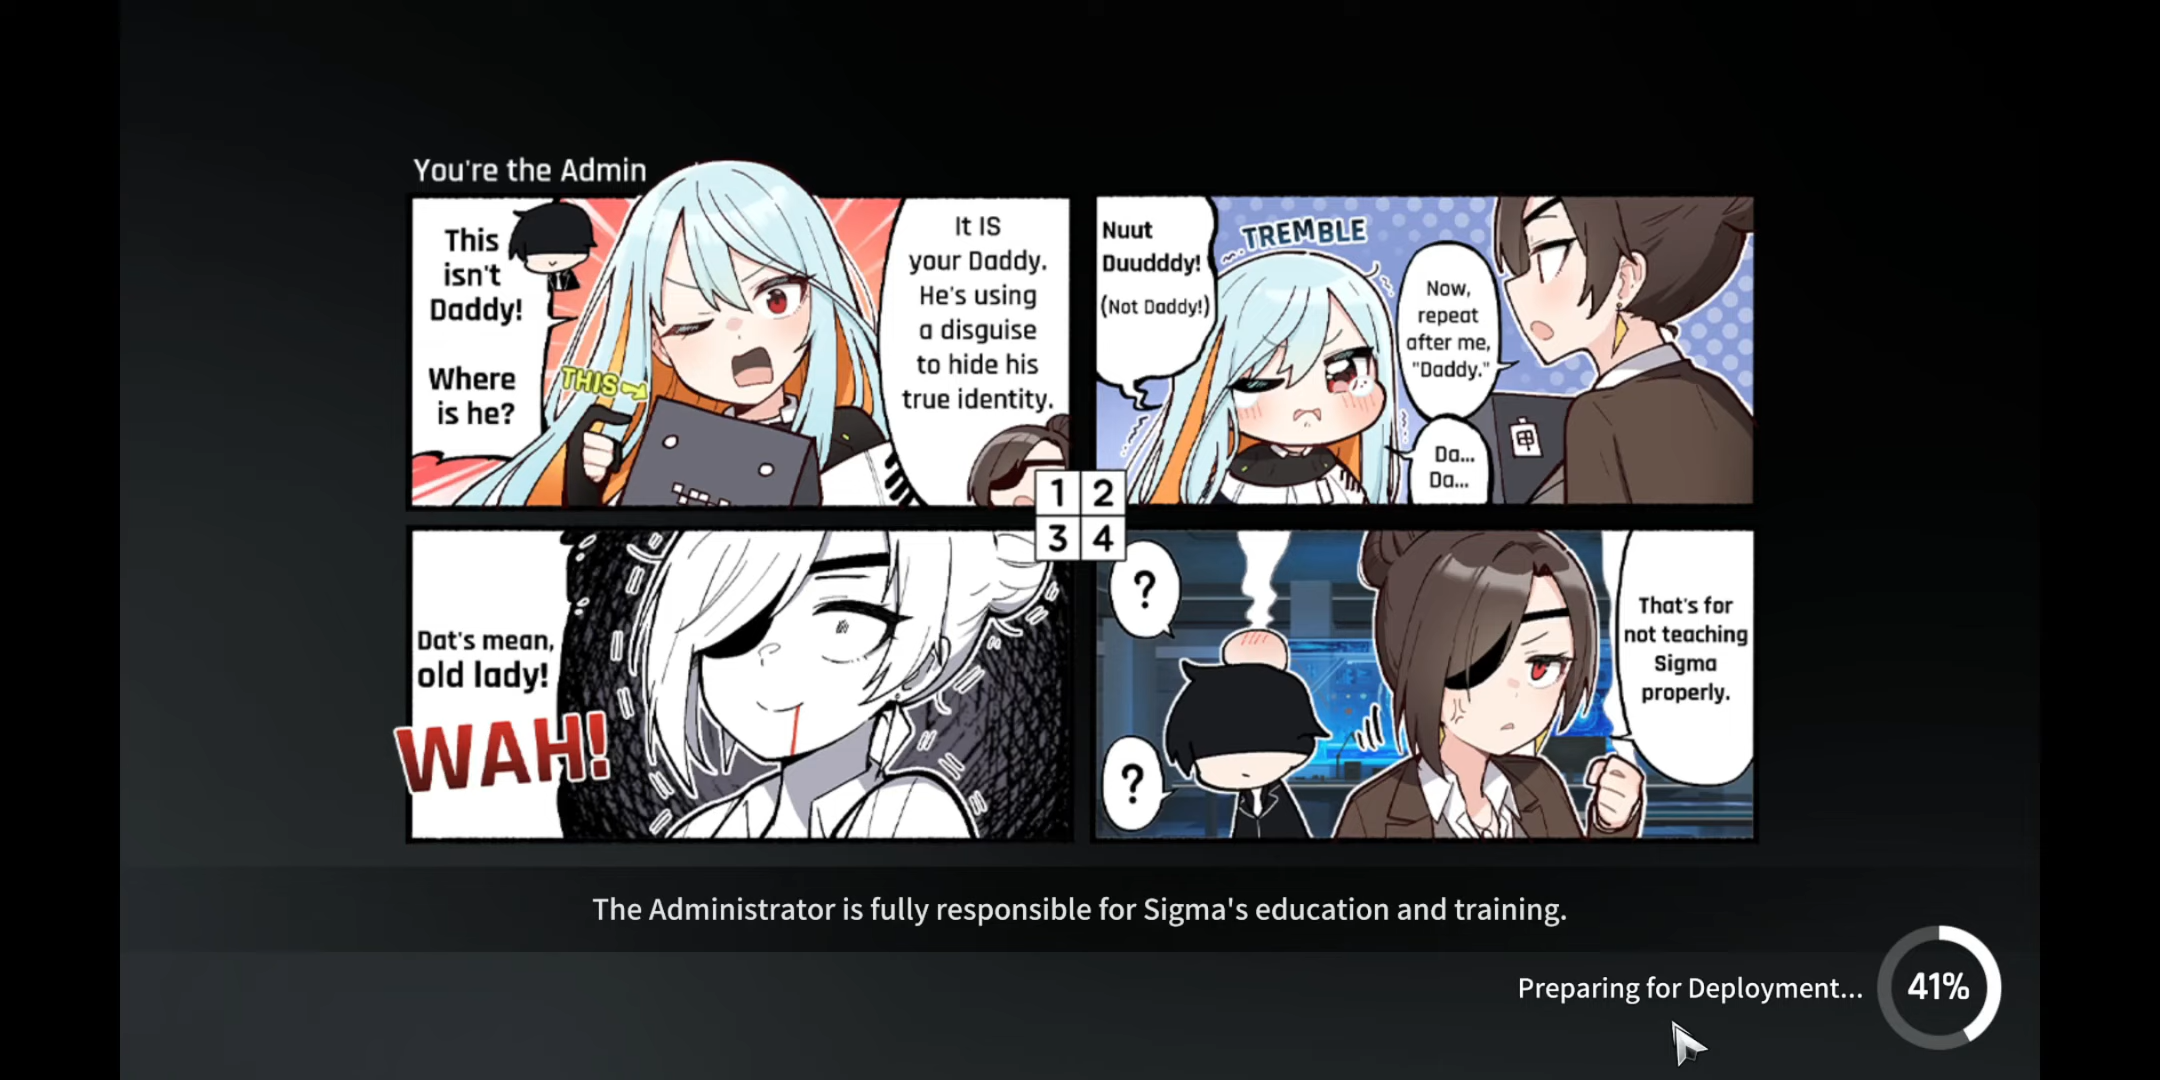 You're the Admin
This
isn't
Daddy!
Where
is he?
THIS→
It IS
your Daddy.
He's using
a disguise
to hide his
true identity.
Nuut
Duudddy!
(Not Daddy!)
TREMBLE
Now,
repeat
after me,
"Daddy."
Da...
Da...
甲
1 2
3 4
Dat's mean,
old lady!
WAH!
?
?
That's for
not teaching
Sigma
properly.
The Administrator is fully responsible for Sigma's education and training.
Preparing for Deployment...
41%